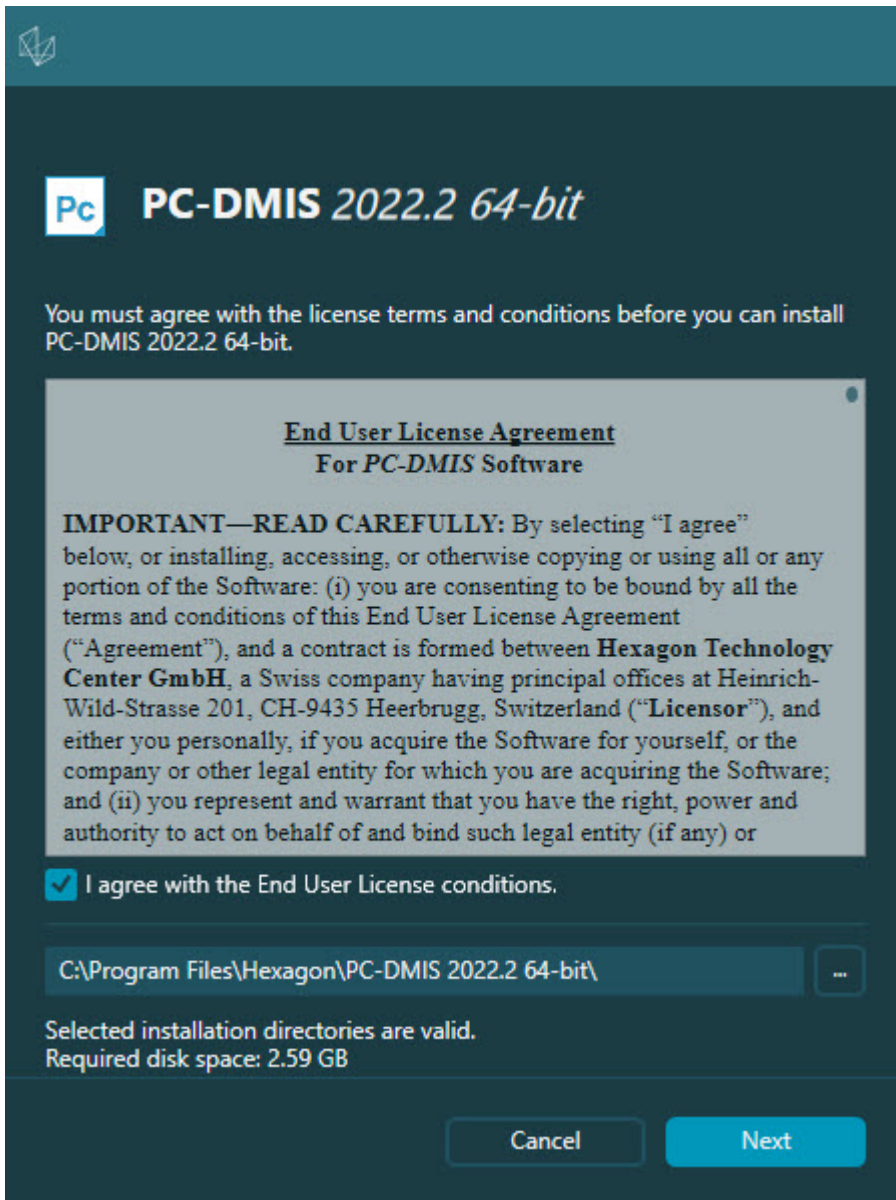 Pc
PC-DMIS 2022.2 64-bit
You must agree with the license terms and conditions before you can install
PC-DMIS 2022.2 64-bit.
End User License Agreement
For PC-DMIS Software
IMPORTANT—READ CAREFULLY: By selecting “I agree”
below, or installing, accessing, or otherwise copying or using all or any
portion of the Software: (i) you are consenting to be bound by all the
terms and conditions of this End User License Agreement
(“Agreement”), and a contract is formed between Hexagon Technology
Center GmbH, a Swiss company having principal offices at Heinrich-
Wild-Strasse 201, CH-9435 Heerbrugg, Switzerland (“Licensor”), and
either you personally, if you acquire the Software for yourself, or the
company or other legal entity for which you are acquiring the Software;
and (ii) you represent and warrant that you have the right, power and
authority to act on behalf of and bind such legal entity (if any) or
I agree with the End User License conditions.
C:\Program Files\Hexagon\PC-DMIS 2022.2 64-bit\
...
Selected installation directories are valid.
Required disk space: 2.59 GB
Cancel
Next